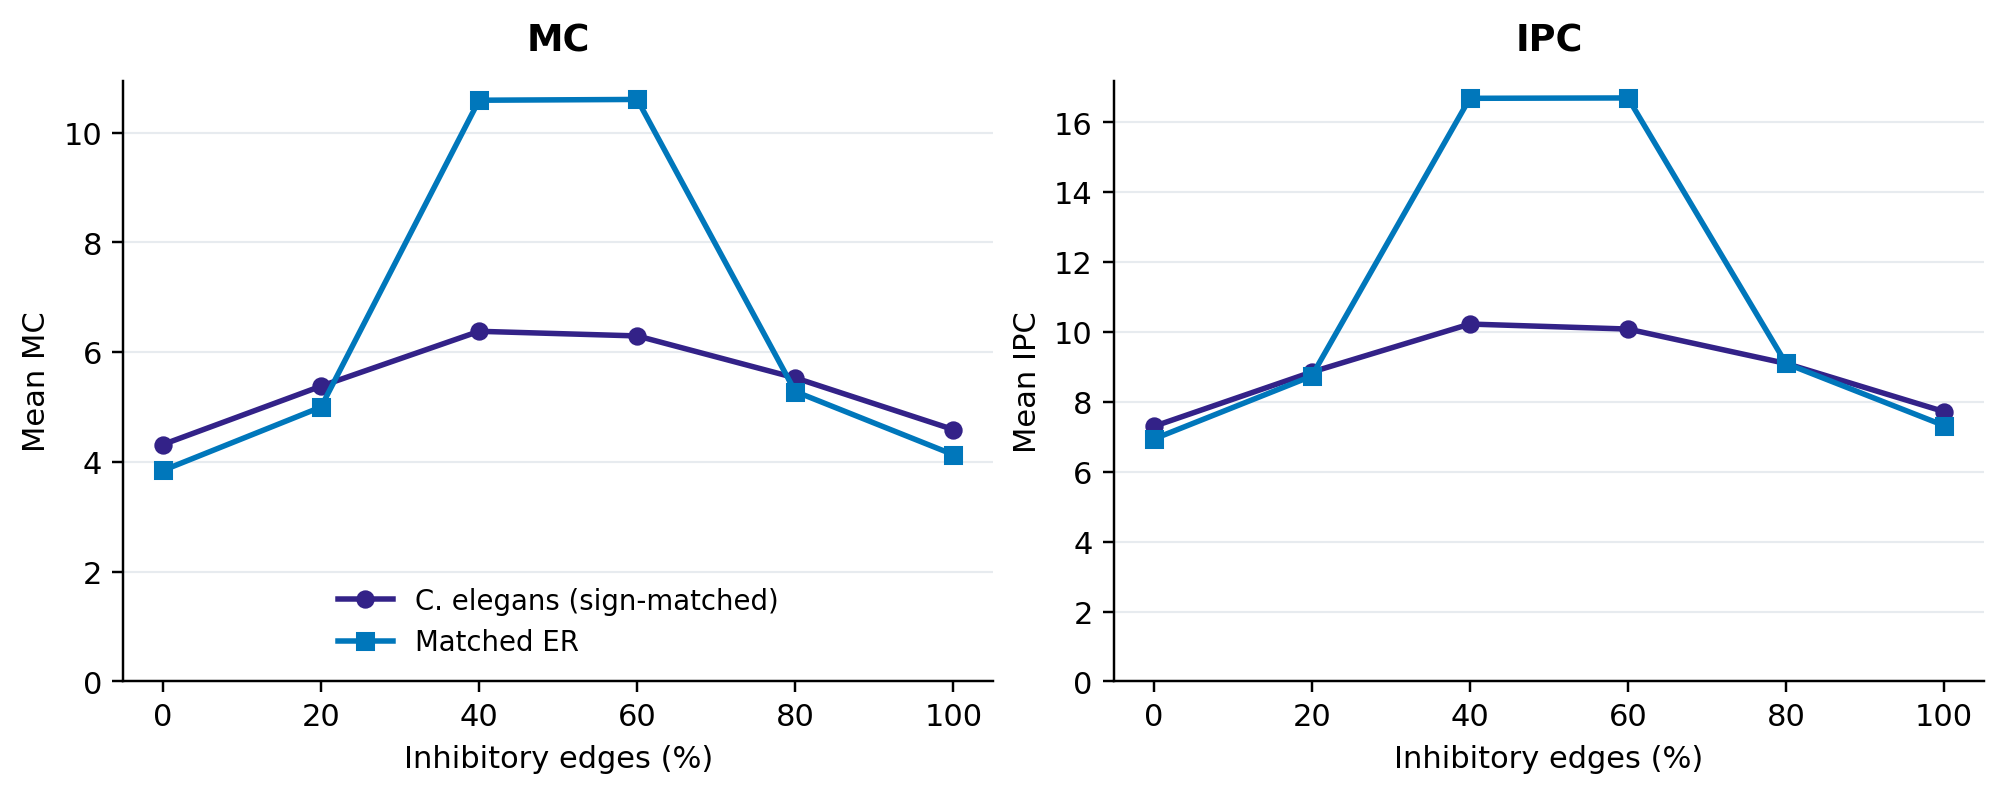 MC
Mean MC
10
8
6
4
2
0
C. elegans (sign-matched)
Matched ER
0 20 40 60 80 100
Inhibitory edges (%)
IPC
Mean IPC
16
14
12
10
8
6
4
2
0
0 20 40 60 80 100
Inhibitory edges (%)